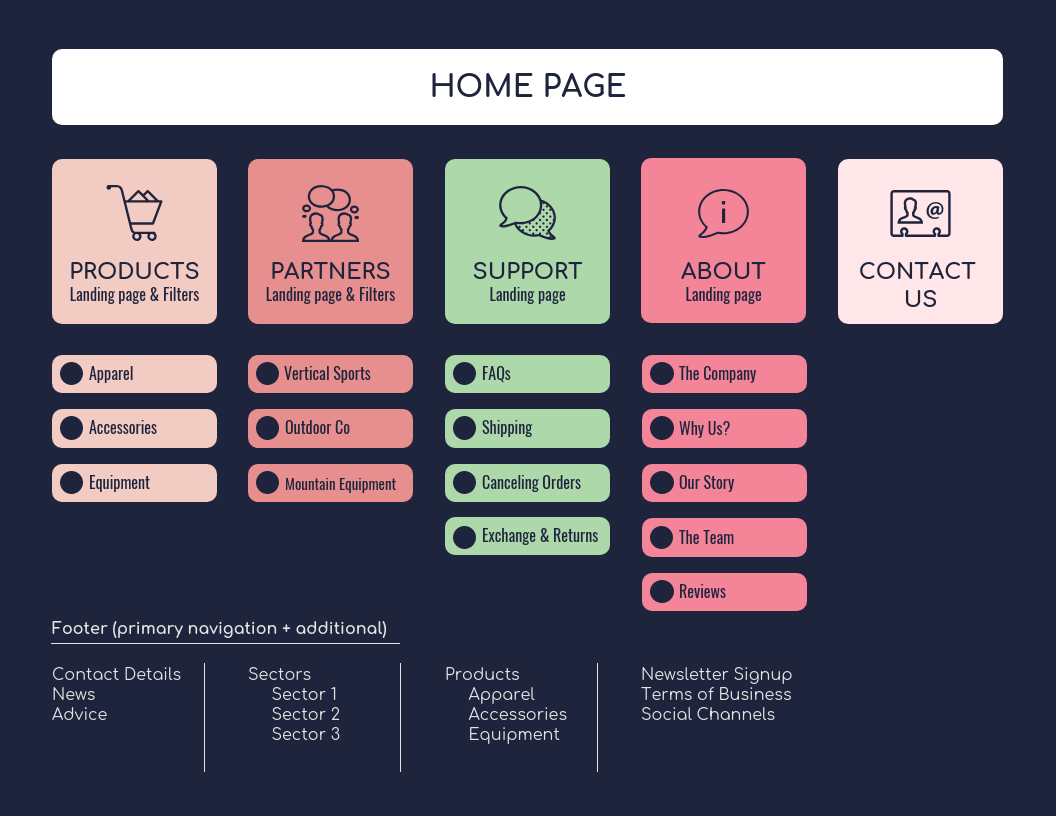 HOME PAGE
PRODUCTS
Landing page & Filters
Apparel
Accessories
Equipment
PARTNERS
Landing page & Filters
Vertical Sports
Outdoor Co
Mountain Equipment
SUPPORT
Landing page
FAQs
Shipping
Canceling Orders
Exchange & Returns
i
ABOUT
Landing page
The Company
Why Us?
Our Story
The Team
Reviews
@
CONTACT
US
Footer (primary navigation + additional)
Contact Details
News
Advice
Sectors
Sector 1
Sector 2
Sector 3
Products
Apparel
Accessories
Equipment
Newsletter Signup
Terms of Business
Social Channels